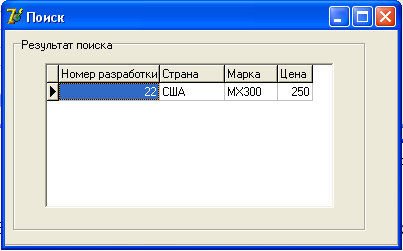 Поиск
Результат поиска
Номер разработки Страна Марка Цена
22 США MX300 250